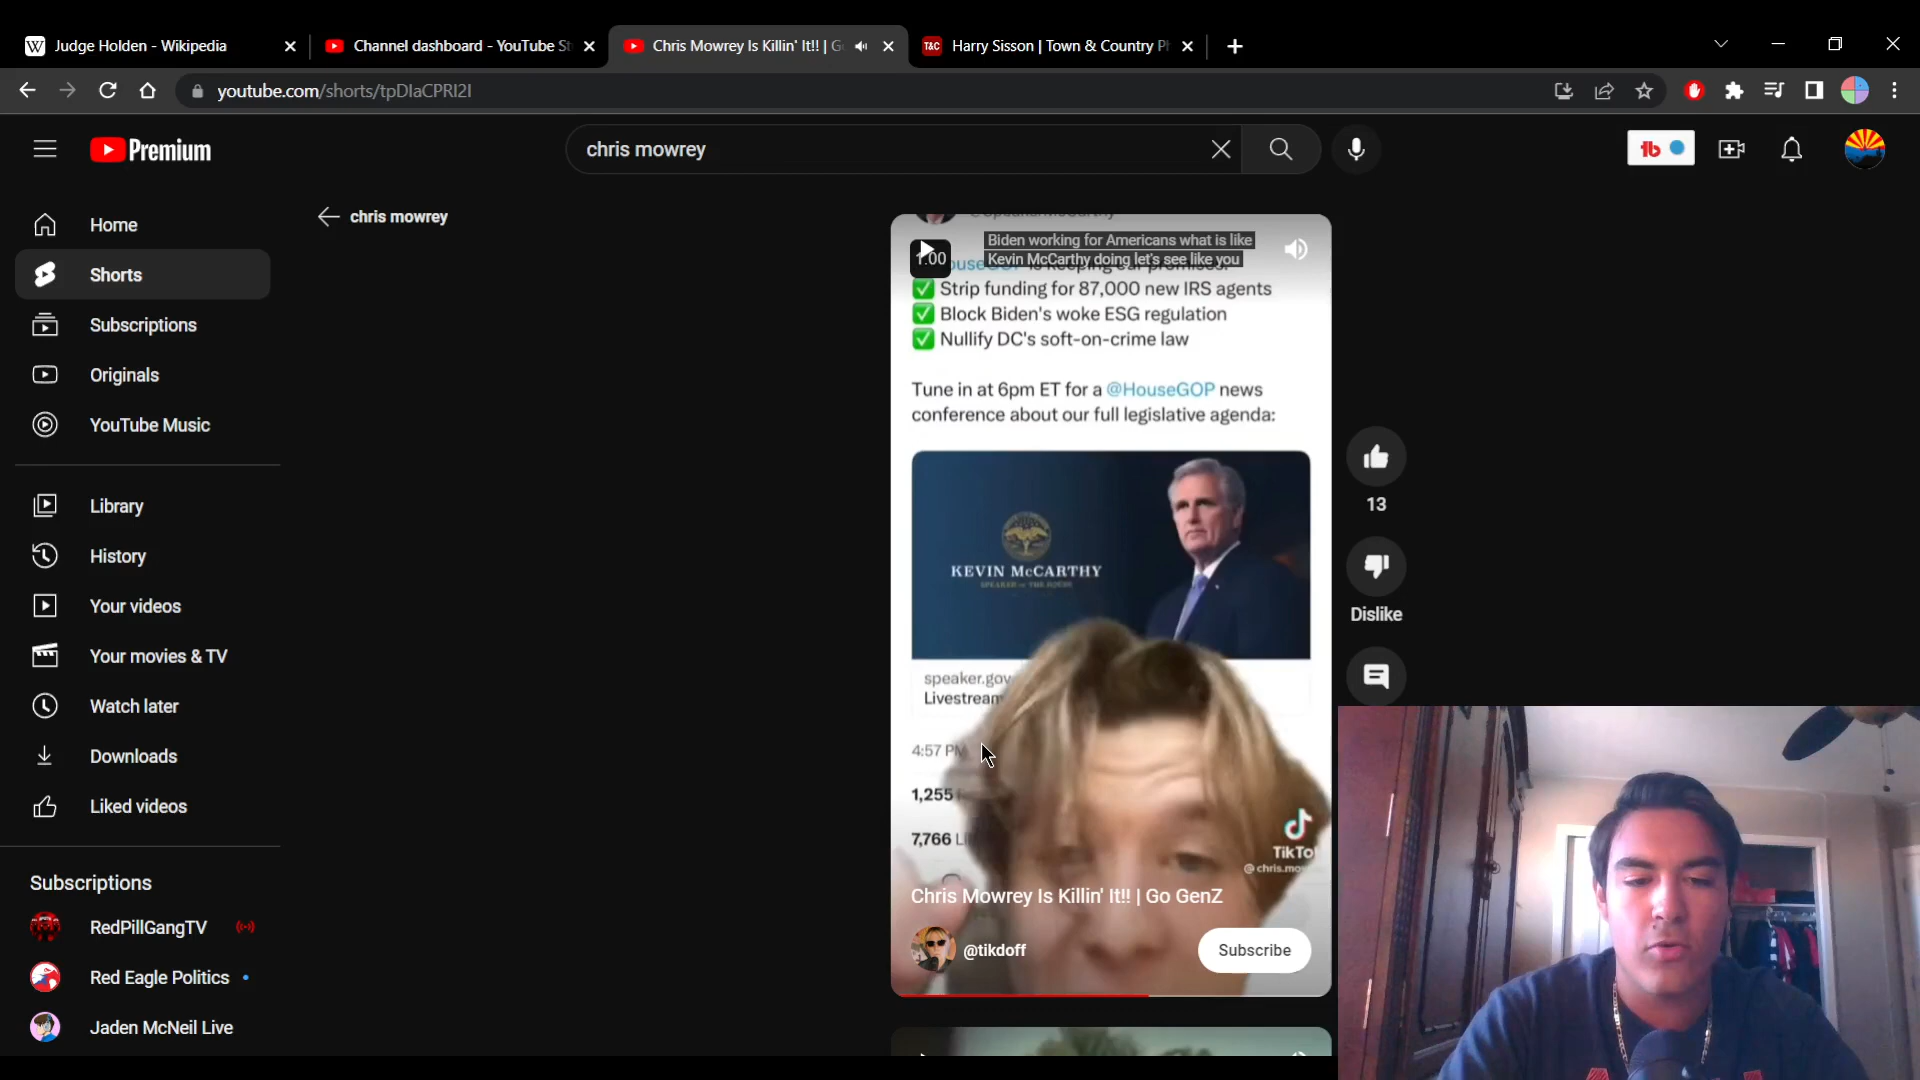 Judge Holden - Wikipedia
Channel dashboard - YouTube St
Chris Mowrey Is Killin' It!! | G
T&C
Harry Sisson | Town & Country P
youtube.com/shorts/tpDIaCPRI2I
Premium
chris mowrey
tb
Home
Shorts
Subscriptions
Originals
YouTube Music
Library
History
Your videos
Your movies & TV
Watch later
Downloads
Liked videos
Subscriptions
RedPillGangTV
Red Eagle Politics
Jaden McNeil Live
chris mowrey
Biden working for Americans what is like
Kevin McCarthy doing let's see like you
1.00
Strip funding for 87,000 new IRS agents
Block Biden's woke ESG regulation
Nullify DC's soft-on-crime law
Tune in at 6pm ET for a @HouseGOP news
conference about our full legislative agenda:
KEVIN McCARTHY
SPEAKER OF THE HOUSE
speaker.gov
Livestream
4:57 PM
1,255
7,766 Li
TikTo
@chris.mo
Chris Mowrey Is Killin' It!! | Go GenZ
@tikdoff
Subscribe
13
Dislike